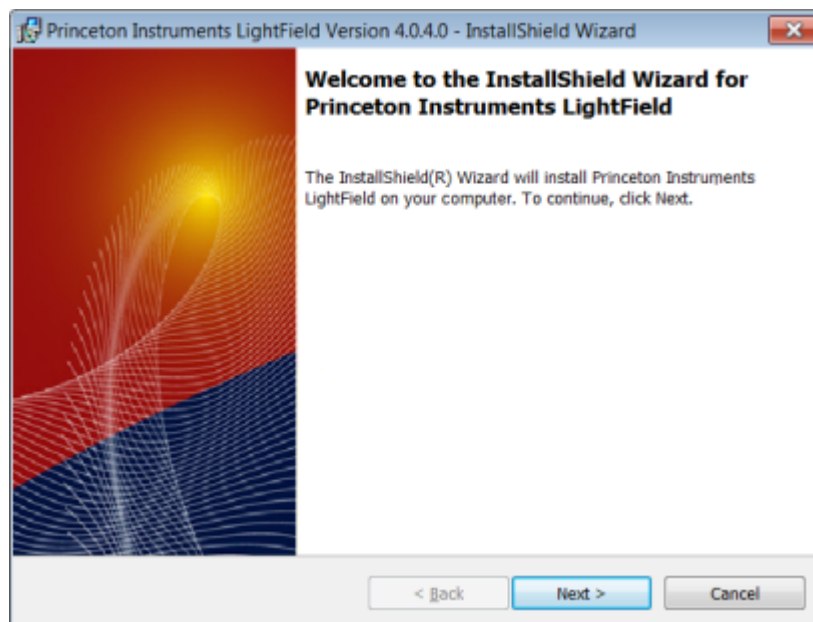 Princeton Instruments LightField Version 4.0.4.0 - InstallShield Wizard
Welcome to the InstallShield Wizard for
Princeton Instruments LightField
The InstallShield(R) Wizard will install Princeton Instruments
LightField on your computer. To continue, click Next.
< Back
Next >
Cancel